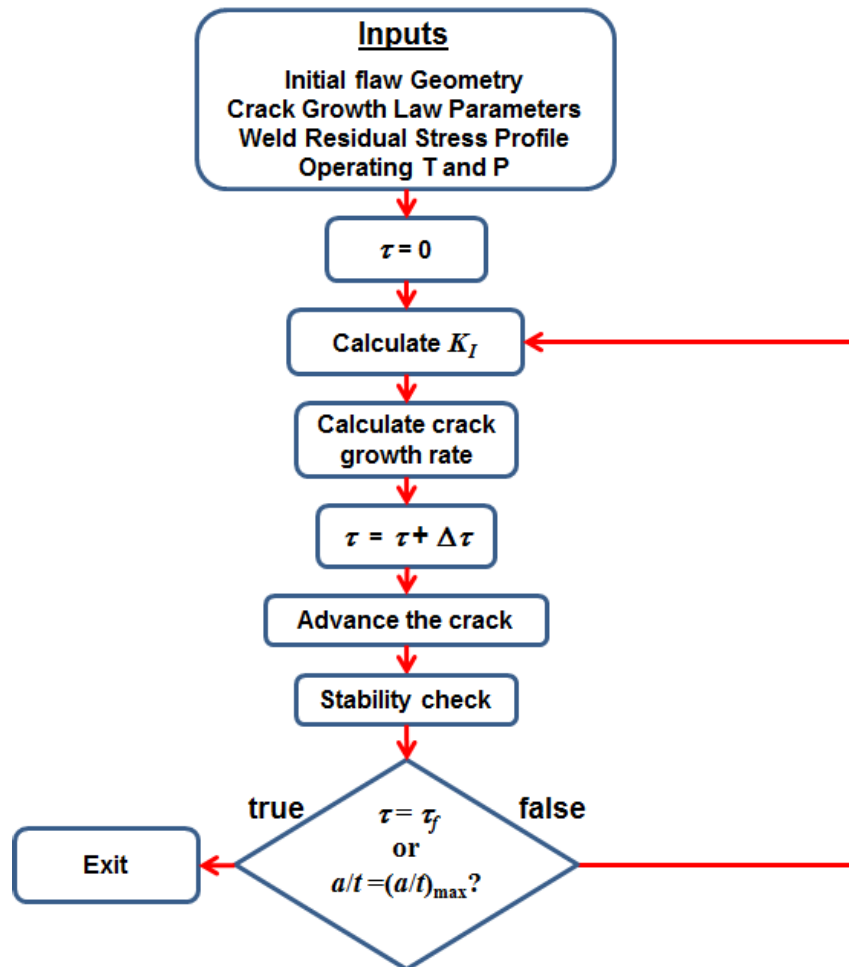 Inputs
Initial flaw Geometry
Crack Growth Law Parameters
Weld Residual Stress Profile
Operating T and P
τ = 0
Calculate K_I
Calculate crack
growth rate
τ = τ + Δτ
Advance the crack
Stability check
true
false
τ = τ_f
or
a/t =(a/t)_max?
Exit